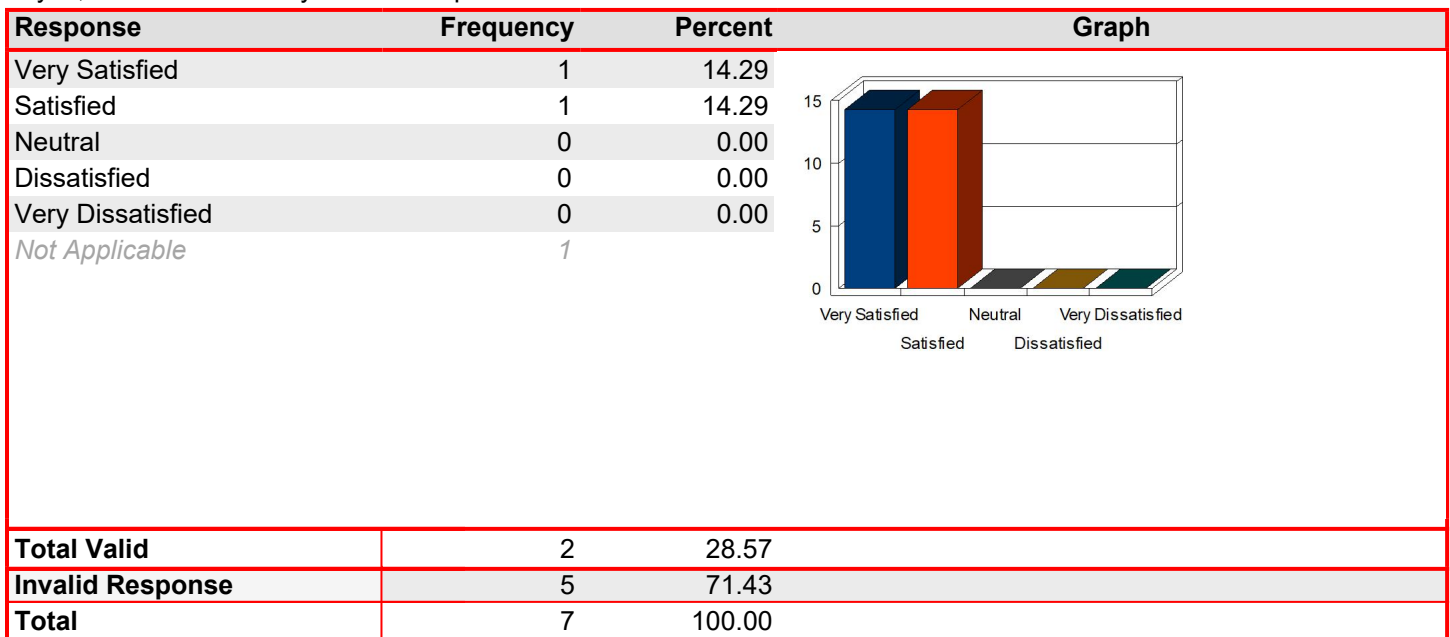 Response Frequency Percent Graph
Very Satisfied 1 14.29
Satisfied 1 14.29
Neutral 0 0.00
Dissatisfied 0 0.00
Very Dissatisfied 0 0.00
Not Applicable 1
15
10
5
0
Very Satisfied Neutral Very Dissatisfied
Satisfied Dissatisfied
Total Valid 2 28.57
Invalid Response 5 71.43
Total 7 100.00